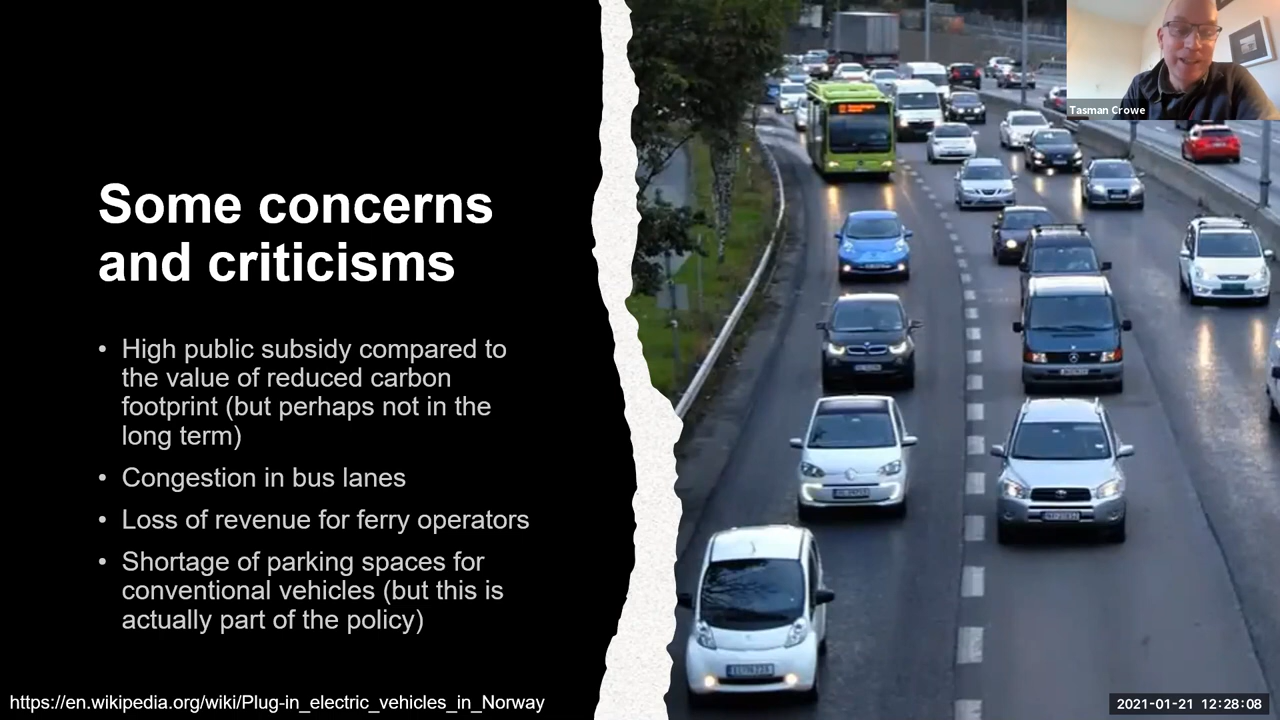 Tasman Crowe
Some concerns
and criticisms
• High public subsidy compared to
the value of reduced carbon
footprint (but perhaps not in the
long term)
• Congestion in bus lanes
• Loss of revenue for ferry operators
• Shortage of parking spaces for
conventional vehicles (but this is
actually part of the policy)
https://en.wikipedia.org/wiki/Plug-in_electric_vehicles_in_Norway
2021-01-21 12:28:08